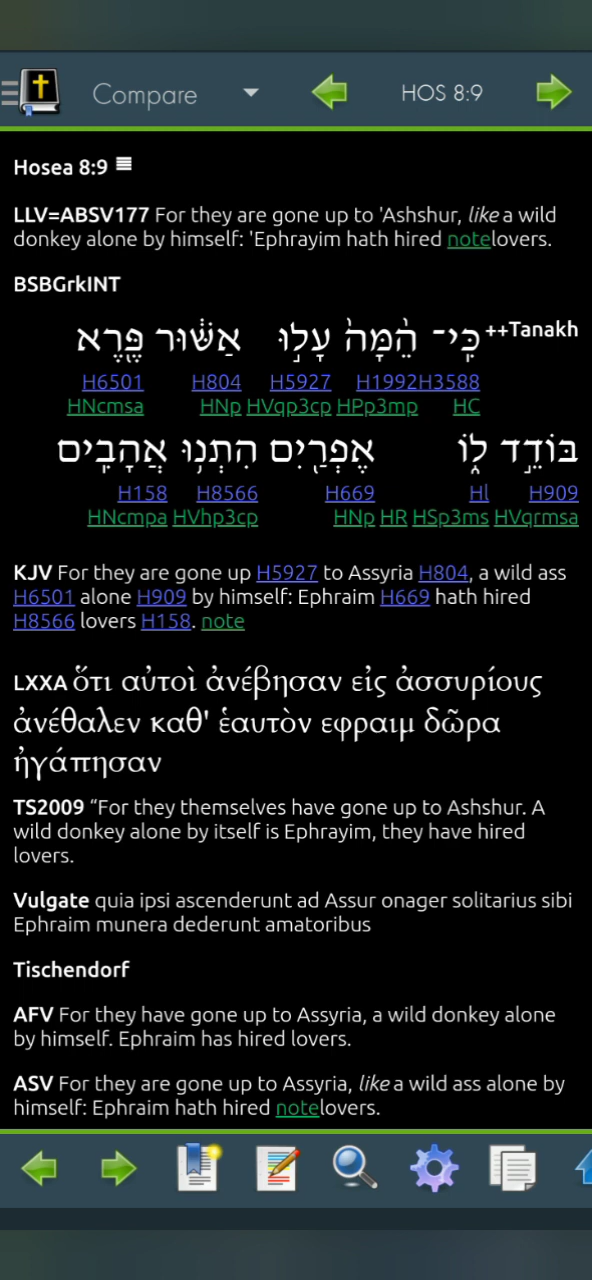 Compare
HOS 8:9
Hosea 8:9
LLV=ABSV177 For they are gone up to 'Ashshur, like a wild
donkey alone by himself: 'Ephrayim hath hired notelovers.
BSBGrkINT
++Tanakh כִּֽי־ הֵ֙מָּה֙ עָל֣וּ אַשּׁ֔וּר פֶּ֖רֶא
H6501 H804 H5927 H1992H3588
HNcmsa HNp HVqp3cp HPp3mp HC
בּוֹדֵ֣ד ל֑וֹ אֶפְרַ֖יִם הִתְנ֥וּ אֲהָבִֽים
H158 H8566 H669 Hl H909
HNcmpa HVhp3cp HNp HR HSp3ms HVqrmsa
KJV For they are gone up H5927 to Assyria H804, a wild ass
H6501 alone H909 by himself: Ephraim H669 hath hired
H8566 lovers H158. note
LXXA ὅτι αὐτοὶ ἀνέβησαν εἰς ἀσσυρίους
ἀνέθαλεν καθ' ἑαυτὸν εφραιμ δῶρα
ἠγάπησαν
TS2009 “For they themselves have gone up to Ashshur. A
wild donkey alone by itself is Ephrayim, they have hired
lovers.
Vulgate quia ipsi ascenderunt ad Assur onager solitarius sibi
Ephraim munera dederunt amatoribus
Tischendorf
AFV For they have gone up to Assyria, a wild donkey alone
by himself. Ephraim has hired lovers.
ASV For they are gone up to Assyria, like a wild ass alone by
himself: Ephraim hath hired notelovers.